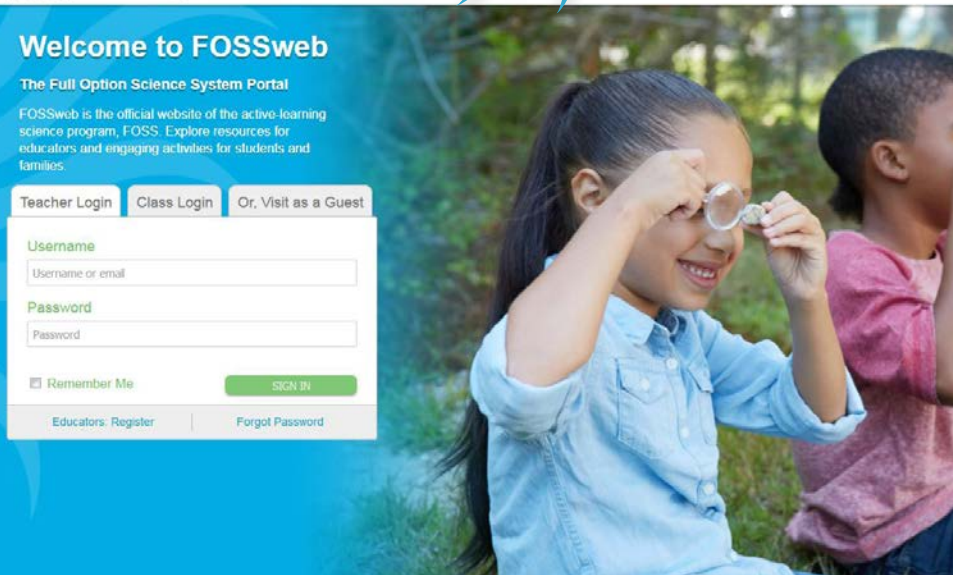 Welcome to FOSSweb
The Full Option Science System Portal
FOSSweb is the official website of the active-learning
science program, FOSS. Explore resources for
educators and engaging activities for students and
families.
Teacher Login
Class Login
Or, Visit as a Guest
Username
Username or email
Password
Password
Remember Me
SIGN IN
Educators: Register
Forgot Password